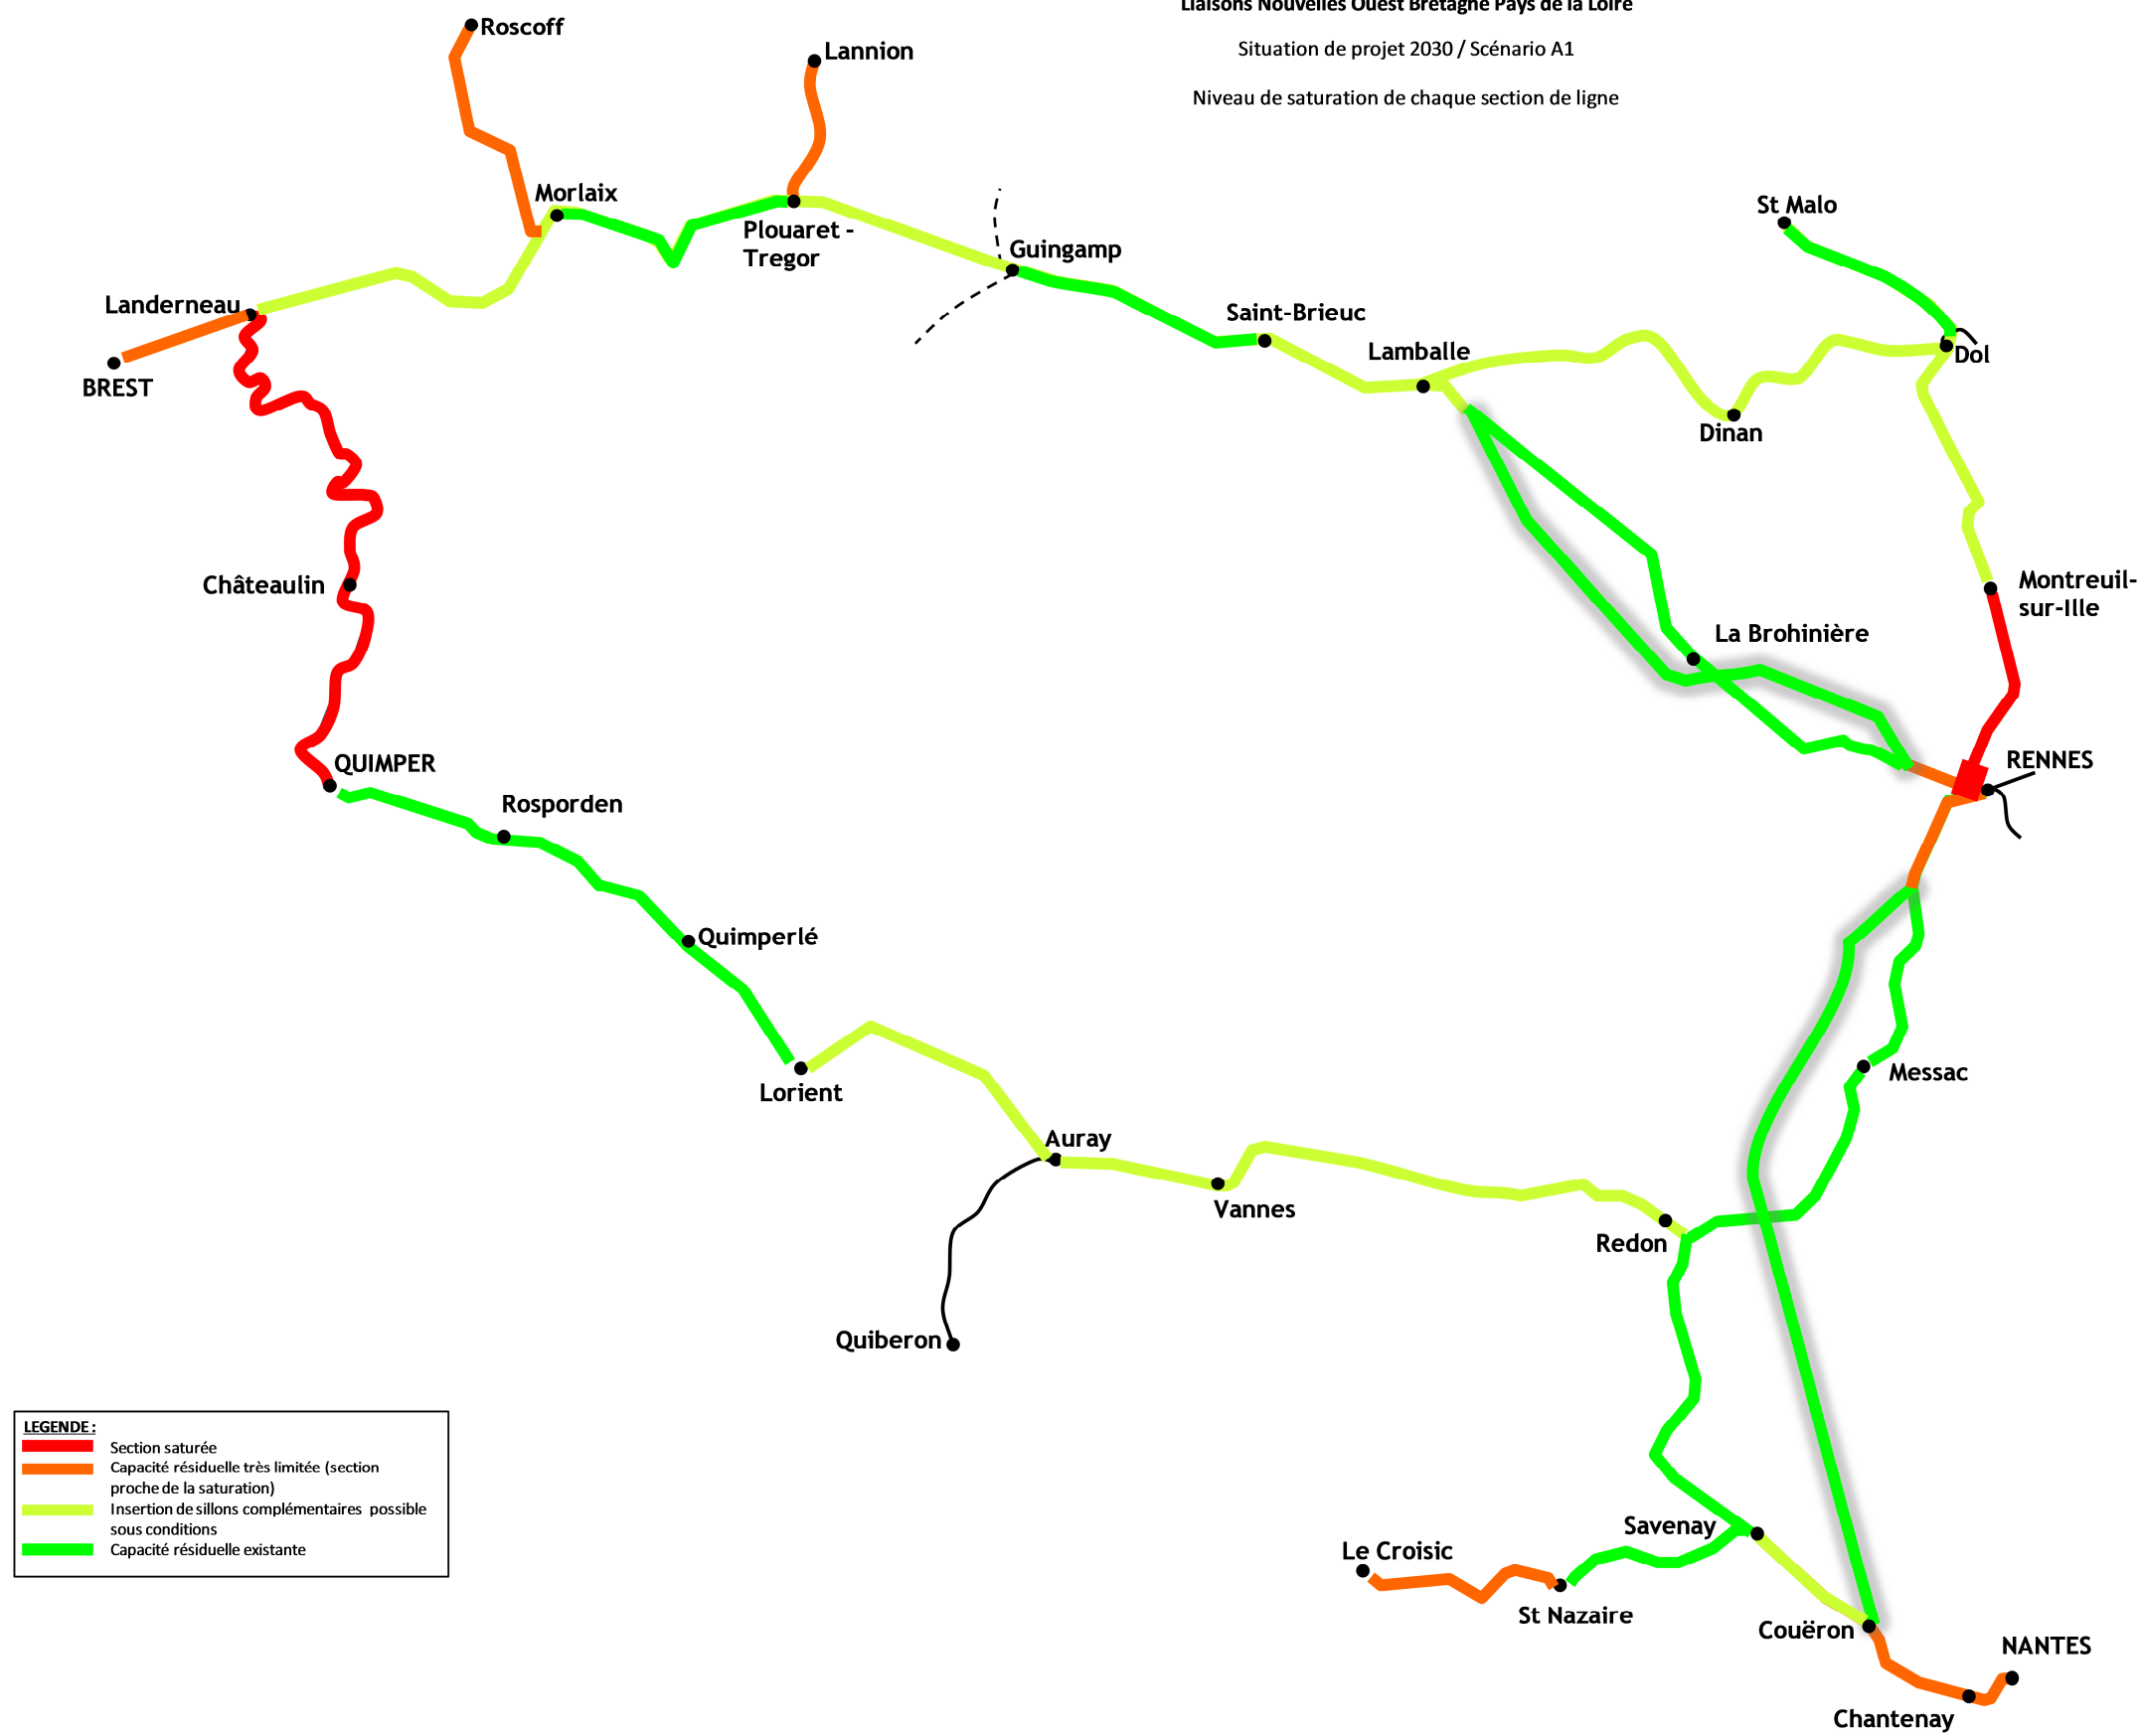 Liaisons Nouvelles Ouest Bretagne Pays de la Loire
Situation de projet 2030 / Scénario A1
Niveau de saturation de chaque section de ligne
Roscoff
Lannion
Morlaix
Plouaret -
Tregor
Guingamp
St Malo
Landerneau
BREST
Saint-Brieuc
Lamballe
Dol
Dinan
Châteaulin
Montreuil-
sur-Ille
La Brohinière
QUIMPER
RENNES
Rosporden
Quimperlé
Lorient
Messac
Auray
Vannes
Redon
Quiberon
LEGENDE :
Section saturée
Capacité résiduelle très limitée (section
proche de la saturation)
Insertion de sillons complémentaires possible
sous conditions
Capacité résiduelle existante
Savenay
Le Croisic
St Nazaire
Couëron
NANTES
Chantenay